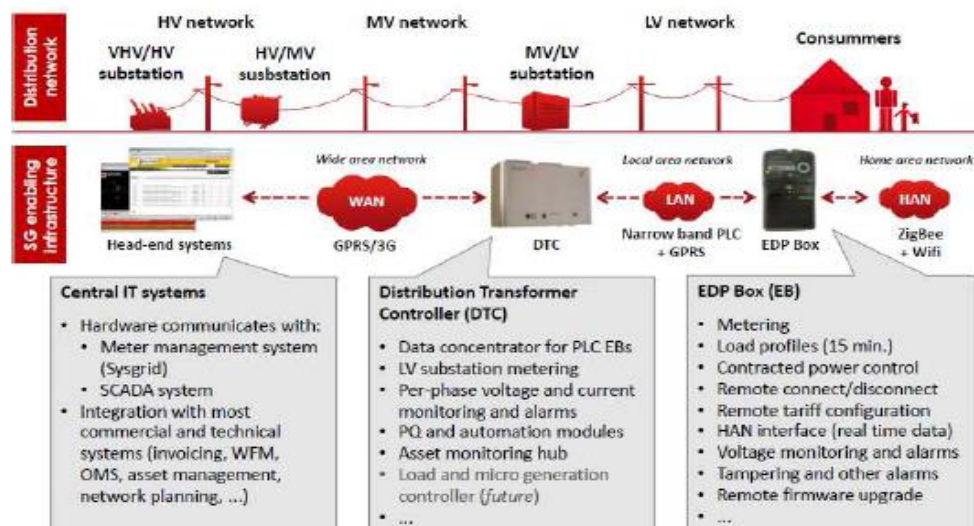 HV network
MV network
LV network
VHV/HV
substation
HV/MV
susbstation
MV/LV
substation
Consummers
Distribution
network
SG enabling
infrastructure
Wide area network
Local area network
Home area network
WAN
LAN
HAN
Head-end systems
GPRS/3G
DTC
Narrow band PLC
+ GPRS
EDP Box
ZigBee
+ Wifi
Central IT systems
• Hardware communicates with:
• Meter management system
(Sysgrid)
• SCADA system
• Integration with most
commercial and technical
systems (invoicing, WFM,
OMS, asset management,
network planning, ...)
Distribution Transformer
Controller (DTC)
• Data concentrator for PLC EBs
• LV substation metering
• Per-phase voltage and current
monitoring and alarms
• PQ and automation modules
• Asset monitoring hub
• Load and micro generation
controller (future)
• ...
EDP Box (EB)
• Metering
• Load profiles (15 min.)
• Contracted power control
• Remote connect/disconnect
• Remote tariff configuration
• HAN interface (real time data)
• Voltage monitoring and alarms
• Tampering and other alarms
• Remote firmware upgrade
• ...